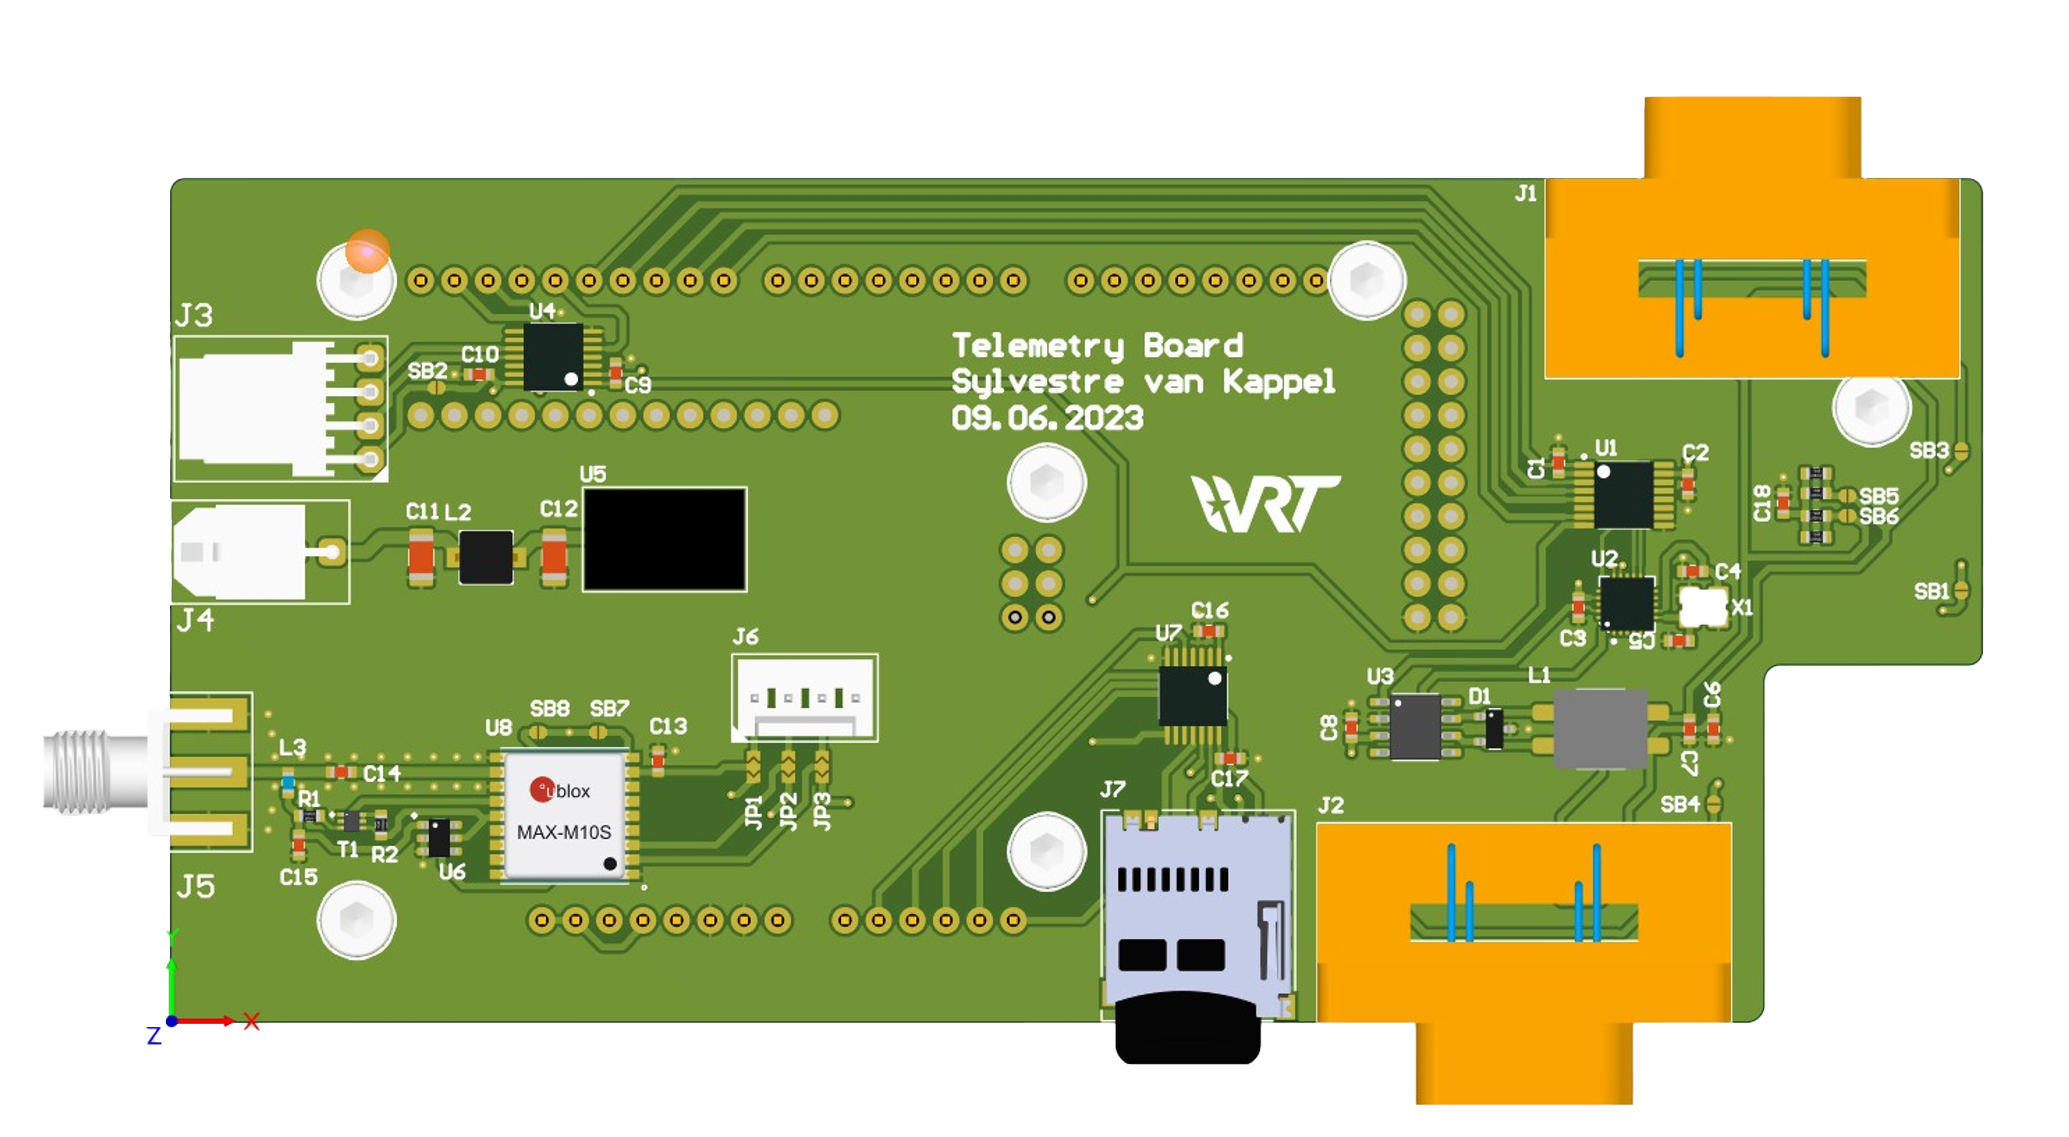 J1
J3
U4
C10
SB2
C9
Telemetry Board
Sylvestre van Kappel
09.06.2023
VRT
U1
C1
C2
SB3
C18
SB5
SB6
U5
C11 L2
C12
U2
C4
X1
C3
C5
SB1
J4
C16
U7
J6
U3
D1
L1
C6
C8
C7
SB8
SB7
U8
C13
L3
C14
R1
T1
R2
U6
C15
ublox
MAX-M10S
JP1
JP2
JP3
C17
J7
J2
SB4
J5
Y
X
Z